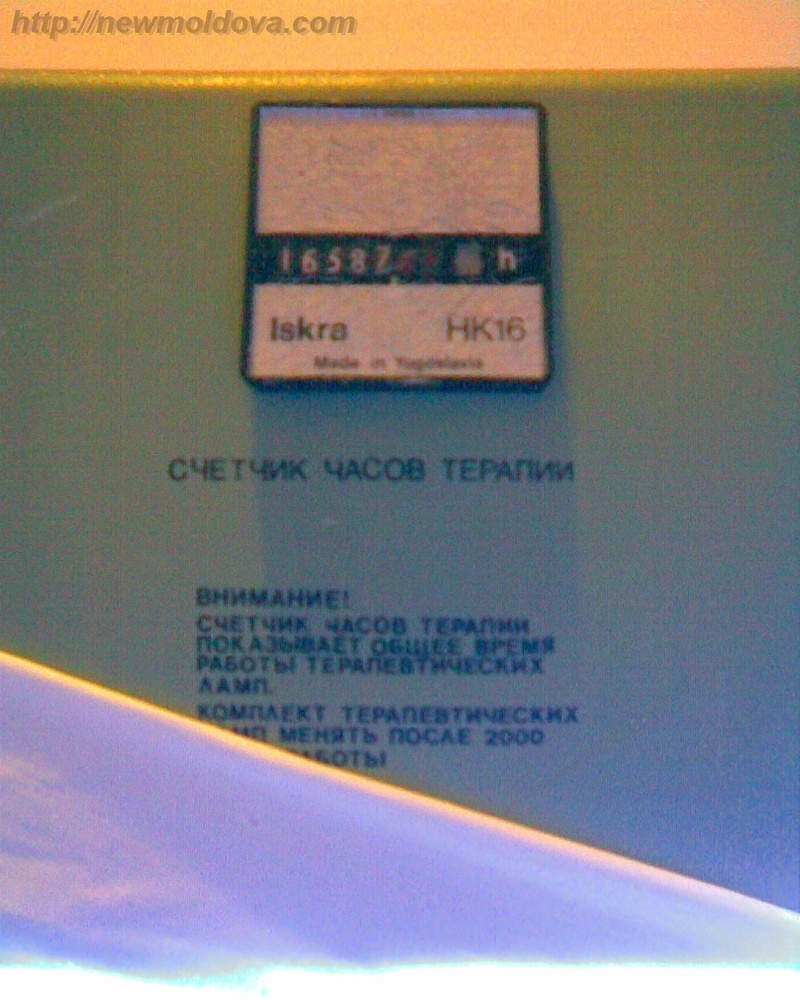 http://newmoldova.com
16587 h
Iskra HK16
Made in Yugoslavia
СЧЕТЧИК ЧАСОВ ТЕРАПИИ
ВНИМАНИЕ!
СЧЕТЧИК ЧАСОВ ТЕРАПИИ
ПОКАЗЫВАЕТ ОБЩЕЕ ВРЕМЯ
РАБОТЫ ТЕРАПЕВТИЧЕСКИХ
ЛАМП.
КОМПЛЕКТ ТЕРАПЕВТИЧЕСКИХ
МЕНЯТЬ ПОСЛЕ 2000